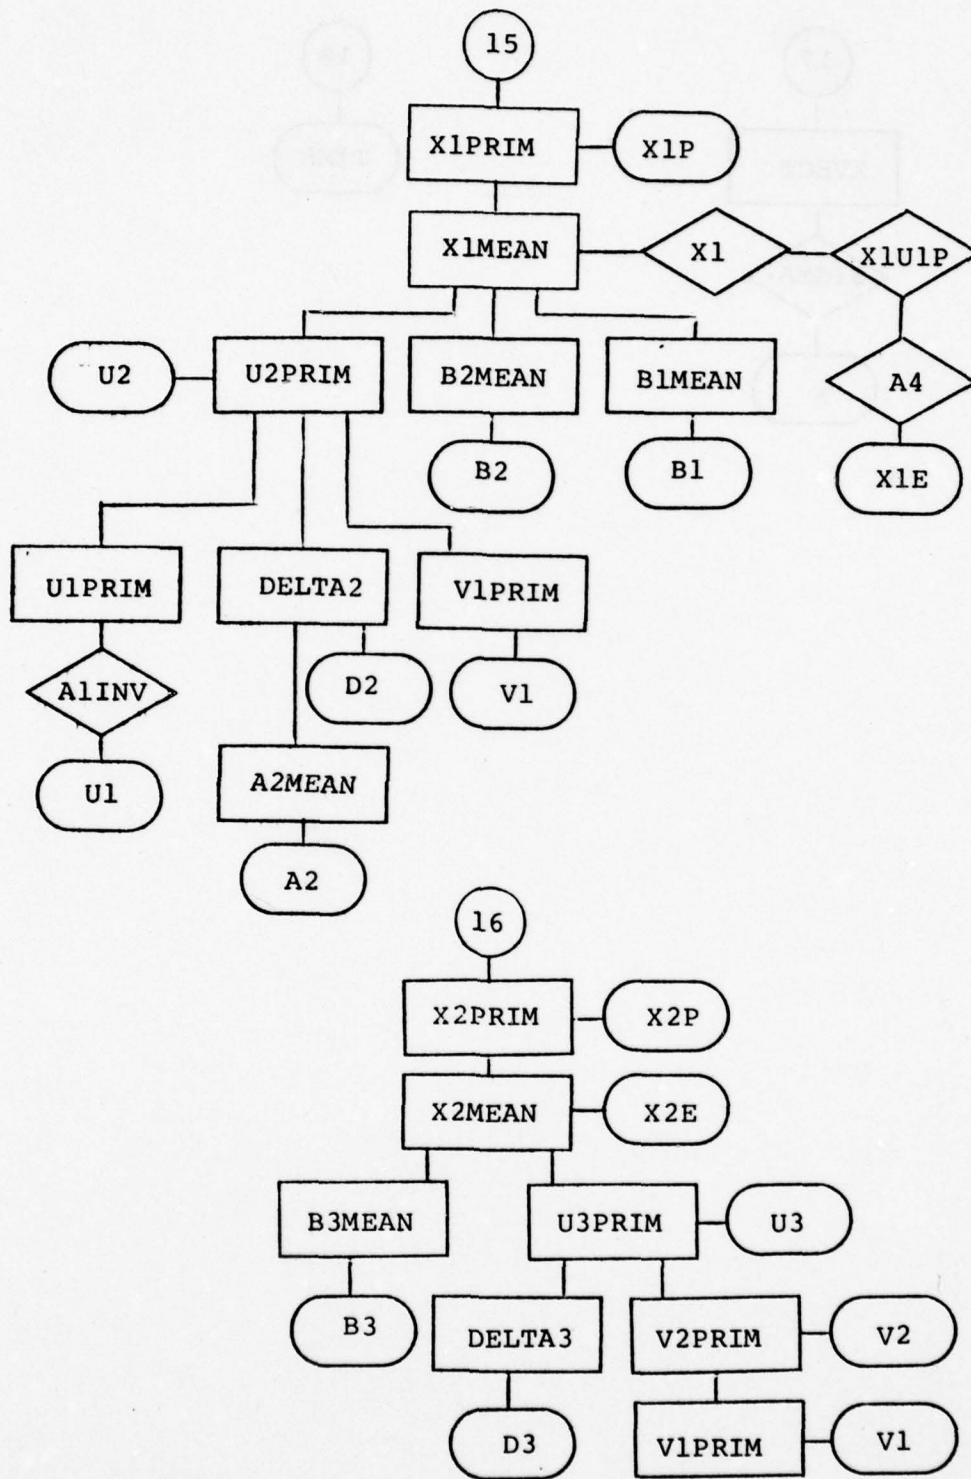 15
X1PRIM X1P
X1MEAN X1 X1U1P
U2 U2PRIM B2MEAN B1MEAN A4
B2 B1 X1E
U1PRIM DELTA2 V1PRIM
A1INV D2 V1
U1 A2MEAN
A2
16
X2PRIM X2P
X2MEAN X2E
B3MEAN U3PRIM U3
B3 DELTA3 V2PRIM V2
D3 V1PRIM V1